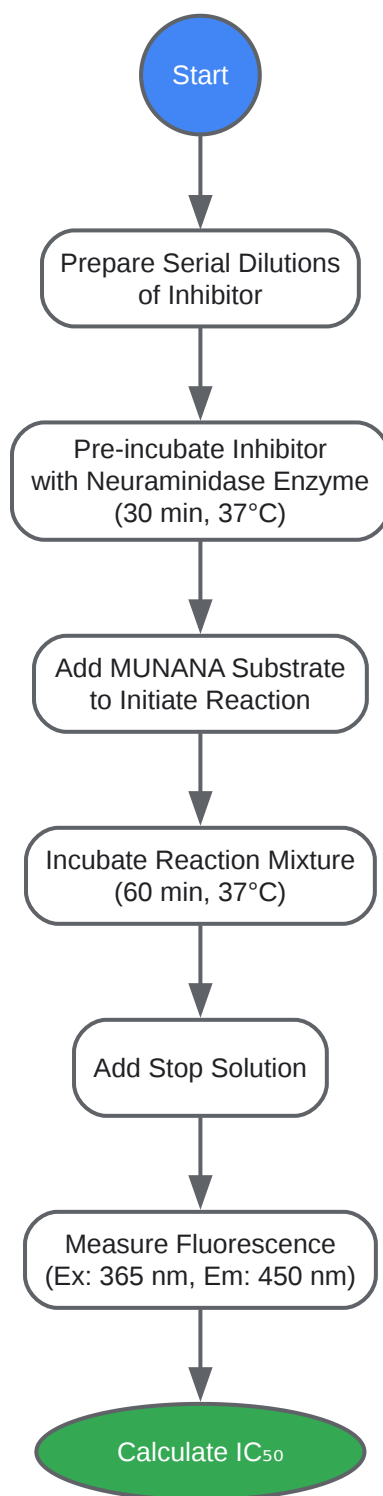 Start
Prepare Serial Dilutions
of Inhibitor
Pre-incubate Inhibitor
with Neuraminidase Enzyme
(30 min, 37°C)
Add MUNANA Substrate
to Initiate Reaction
Incubate Reaction Mixture
(60 min, 37°C)
Add Stop Solution
Measure Fluorescence
(Ex: 365 nm, Em: 450 nm)
Calculate IC₅₀